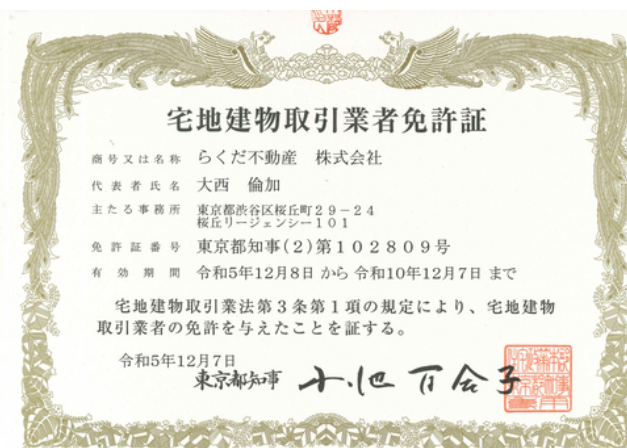 宅地建物取引業者免許証
商号又は名称 らくだ不動産 株式会社
代表者氏名 大西 倫加
主たる事務所 東京都渋谷区桜丘町29-24
桜丘リージェンシー101
免許証番号 東京都知事(2)第102809号
有効期間 令和5年12月8日 から 令和10年12月7日 まで
宅地建物取引業法第3条第1項の規定により、宅地建物
取引業者の免許を与えたことを証する。
令和5年12月7日
東京都知事 小池百合子